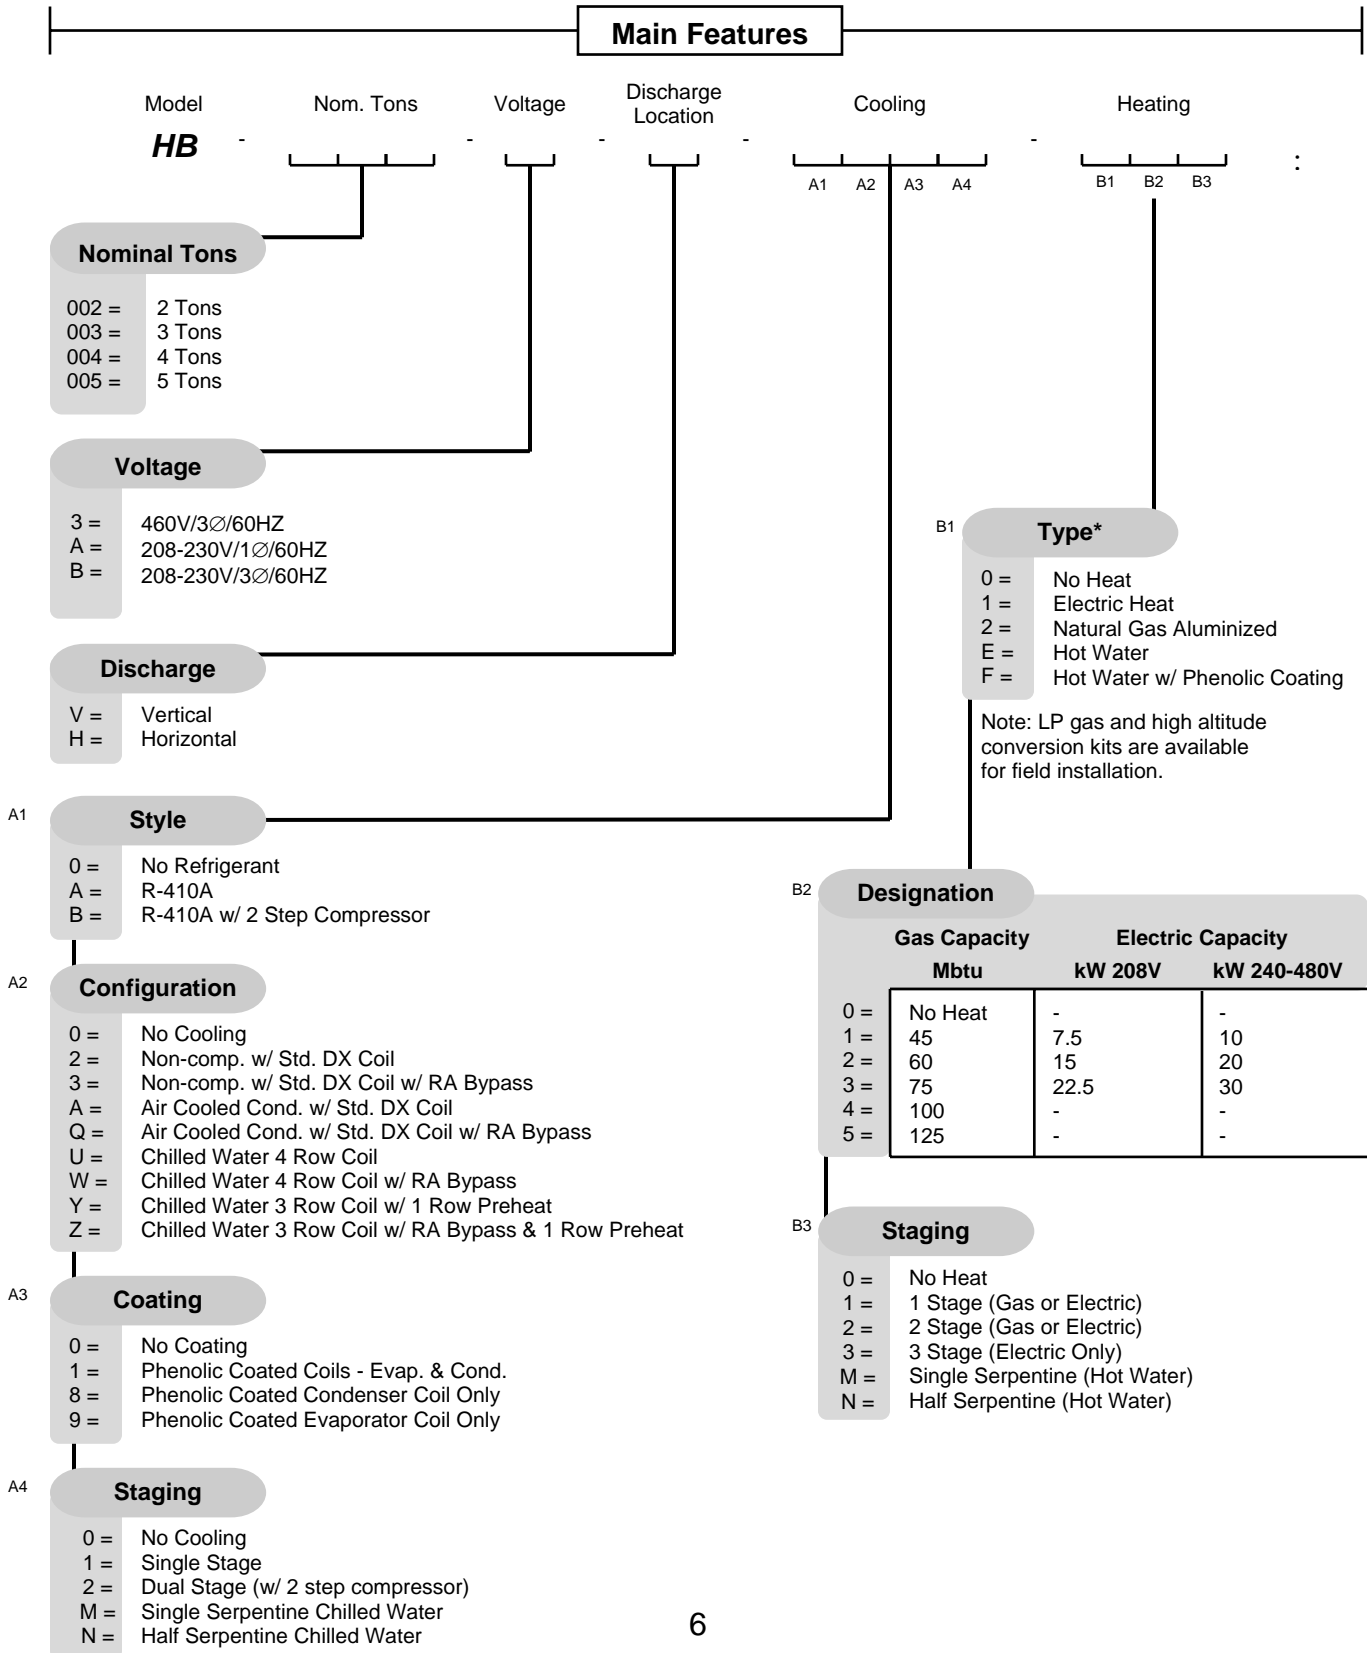 Main Features
Model Nom. Tons Voltage Discharge Location Cooling Heating
HB - - - - - :
A1 A2 A3 A4 B1 B2 B3
Nominal Tons
002 = 2 Tons
003 = 3 Tons
004 = 4 Tons
005 = 5 Tons
Voltage
3 = 460V/3∅/60HZ
A = 208-230V/1∅/60HZ
B = 208-230V/3∅/60HZ
Discharge
V = Vertical
H = Horizontal
A1 Style
0 = No Refrigerant
A = R-410A
B = R-410A w/ 2 Step Compressor
A2 Configuration
0 = No Cooling
2 = Non-comp. w/ Std. DX Coil
3 = Non-comp. w/ Std. DX Coil w/ RA Bypass
A = Air Cooled Cond. w/ Std. DX Coil
Q = Air Cooled Cond. w/ Std. DX Coil w/ RA Bypass
U = Chilled Water 4 Row Coil
W = Chilled Water 4 Row Coil w/ RA Bypass
Y = Chilled Water 3 Row Coil w/ 1 Row Preheat
Z = Chilled Water 3 Row Coil w/ RA Bypass & 1 Row Preheat
A3 Coating
0 = No Coating
1 = Phenolic Coated Coils - Evap. & Cond.
8 = Phenolic Coated Condenser Coil Only
9 = Phenolic Coated Evaporator Coil Only
A4 Staging
0 = No Cooling
1 = Single Stage
2 = Dual Stage (w/ 2 step compressor)
M = Single Serpentine Chilled Water
N = Half Serpentine Chilled Water
B1 Type*
0 = No Heat
1 = Electric Heat
2 = Natural Gas Aluminized
E = Hot Water
F = Hot Water w/ Phenolic Coating
Note: LP gas and high altitude
conversion kits are available
for field installation.
B2 Designation
Gas Capacity Electric Capacity
Mbtu kW 208V kW 240-480V
0 = No Heat - -
1 = 45 7.5 10
2 = 60 15 20
3 = 75 22.5 30
4 = 100 - -
5 = 125 - -
B3 Staging
0 = No Heat
1 = 1 Stage (Gas or Electric)
2 = 2 Stage (Gas or Electric)
3 = 3 Stage (Electric Only)
M = Single Serpentine (Hot Water)
N = Half Serpentine (Hot Water)
6